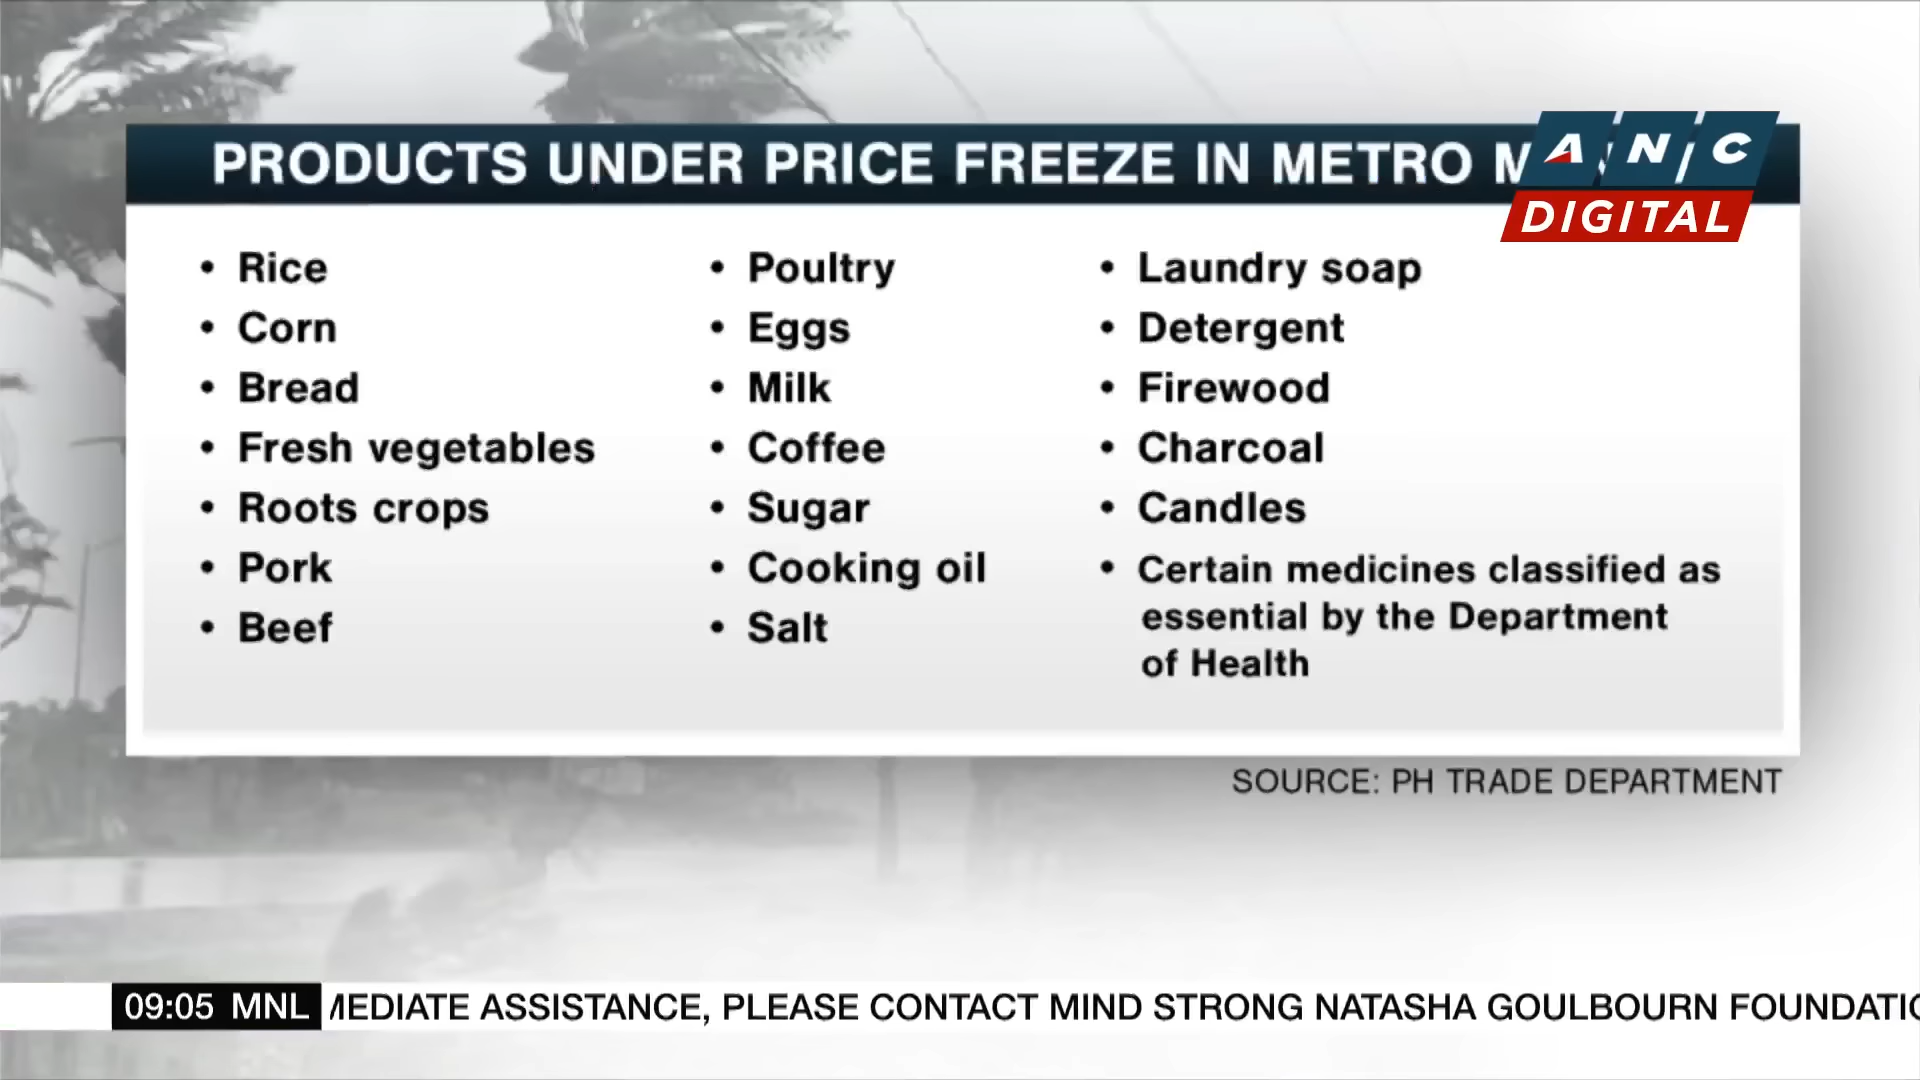 PRODUCTS UNDER PRICE FREEZE IN METRO
ANC
DIGITAL
• Rice
• Corn
• Bread
• Fresh vegetables
• Roots crops
• Pork
• Beef
• Poultry
• Eggs
• Milk
• Coffee
• Sugar
• Cooking oil
• Salt
• Laundry soap
• Detergent
• Firewood
• Charcoal
• Candles
• Certain medicines classified as
essential by the Department
of Health
SOURCE: PH TRADE DEPARTMENT
09:05 MNL
ASSISTANCE, PLEASE CONTACT MIND STRONG NATASHA GOULBOURN